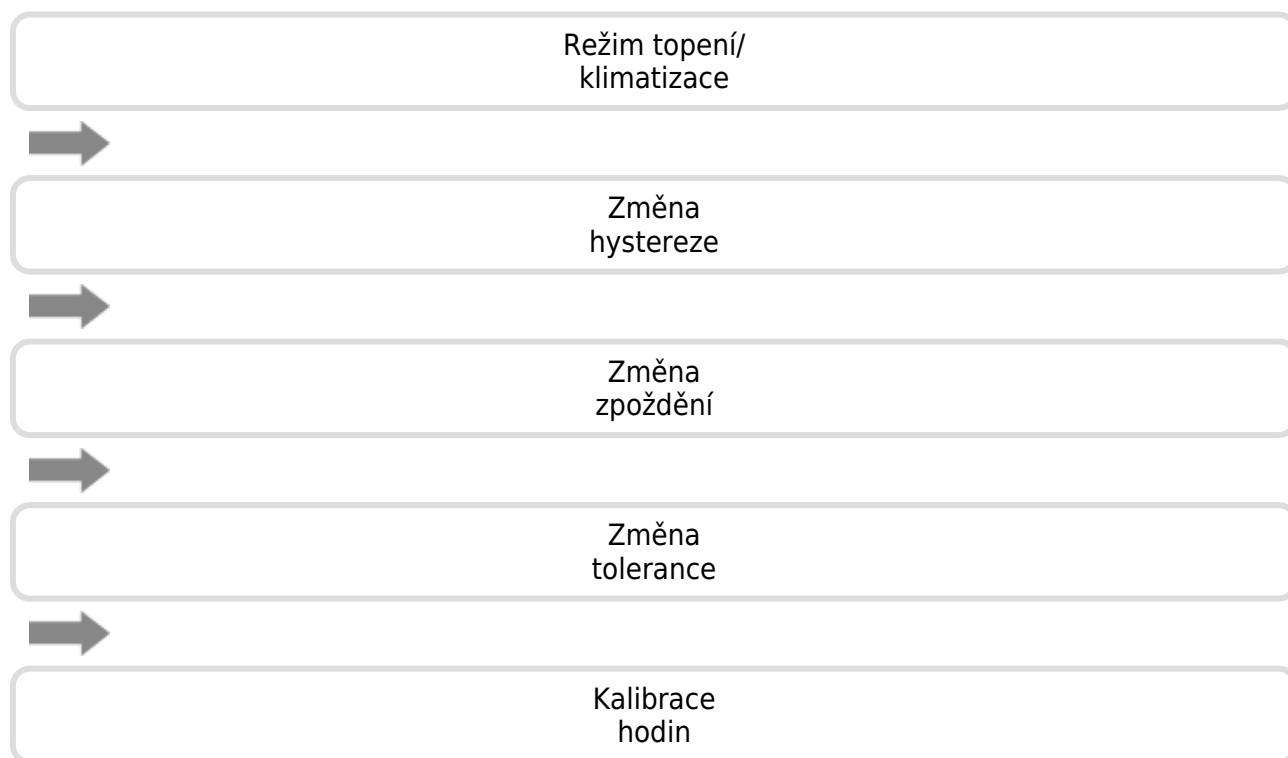 Režim topení/
klimatizace
Změna
hystereze
Změna
zpoždění
Změna
tolerance
Kalibrace
hodin